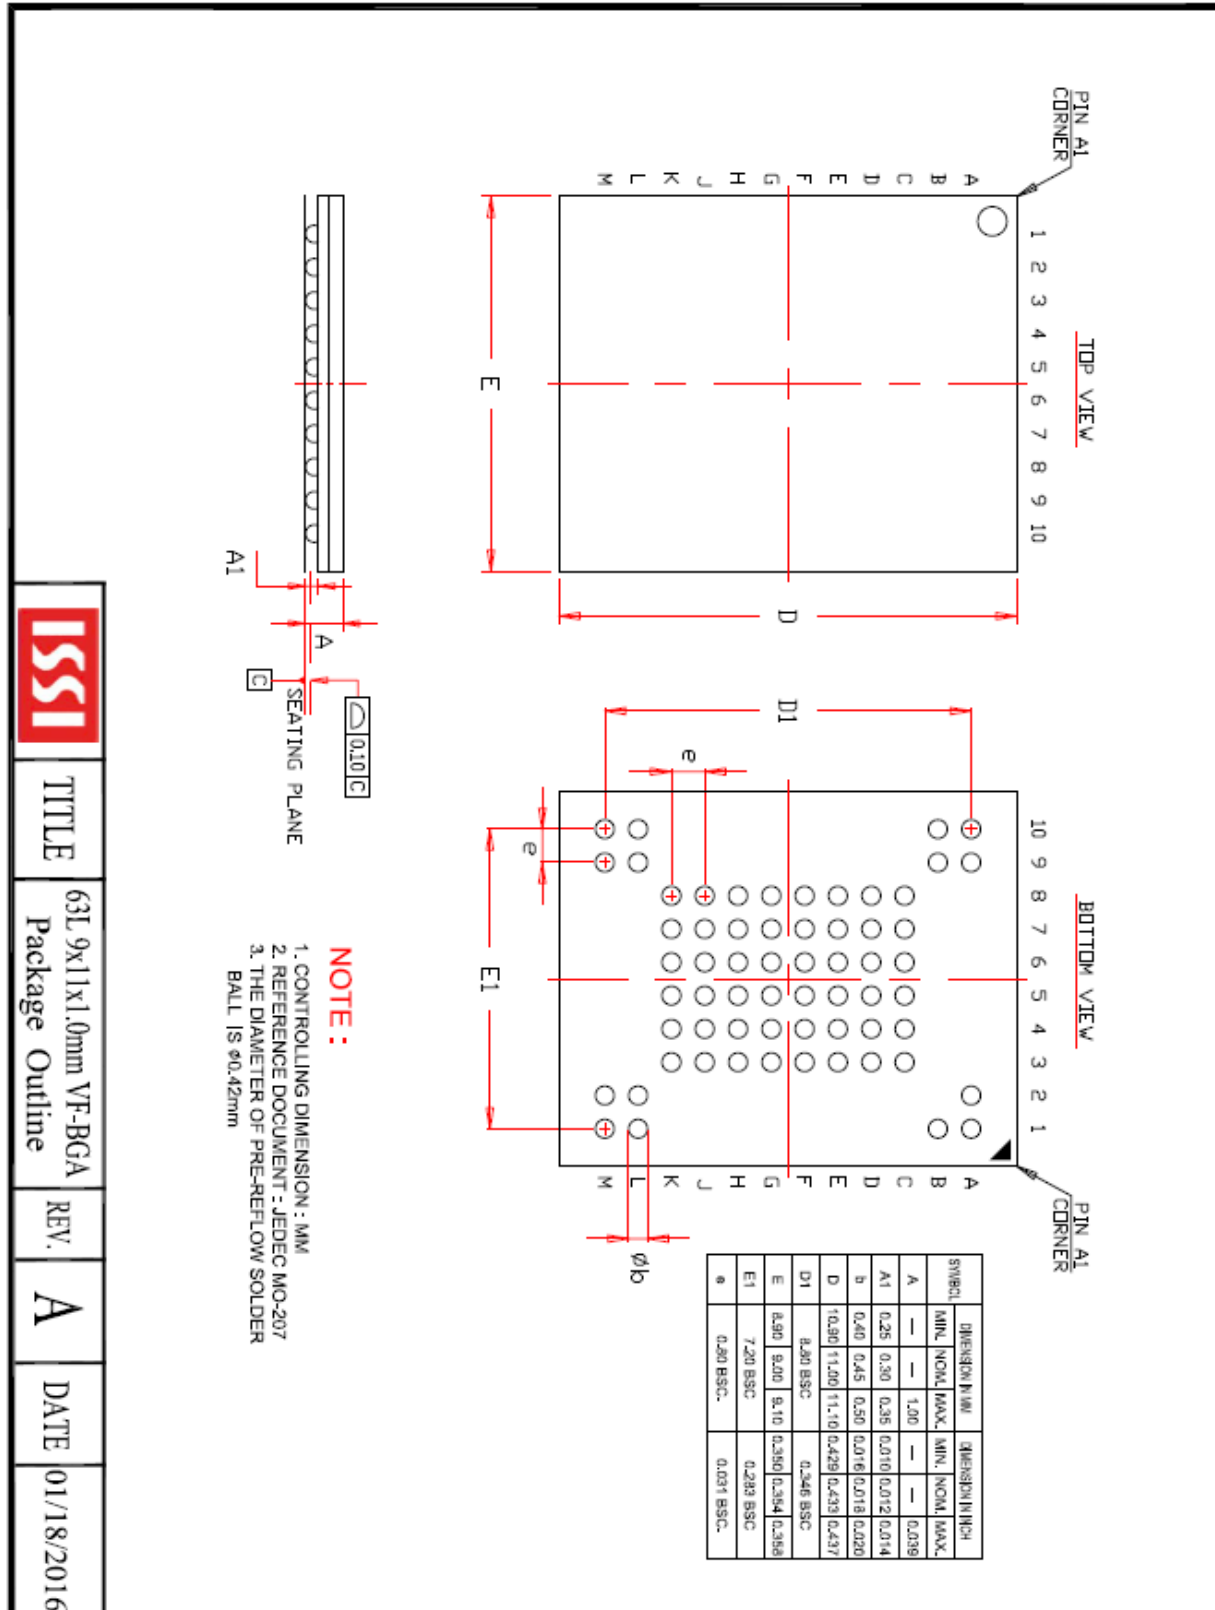 PIN A1
CORNER
TOP VIEW
1 2 3 4 5 6 7 8 9 10
A
B
C
D
E
F
G
H
J
K
L
M
E
D
A1
A
0.10 C
C
SEATING PLANE
PIN A1
CORNER
BOTTOM VIEW
10 9 8 7 6 5 4 3 2 1
A
B
C
D
E
F
G
H
J
K
L
M
D1
e
e
E1
Øb
SYMBOL DIMENSION IN MM DIMENSION IN INCH
MIN. NOM. MAX. MIN. NOM. MAX.
A — — 1.00 — — 0.039
A1 0.25 0.30 0.35 0.010 0.012 0.014
b 0.40 0.45 0.50 0.016 0.018 0.020
D 10.90 11.00 11.10 0.429 0.433 0.437
D1 8.80 BSC 0.346 BSC
E 8.90 9.00 9.10 0.350 0.354 0.358
E1 7.20 BSC 0.283 BSC
e 0.80 BSC. 0.031 BSC.
NOTE :
1. CONTROLLING DIMENSION : MM
2. REFERENCE DOCUMENT : JEDEC MO-207
3. THE DIAMETER OF PRE-REFLOW SOLDER
BALL IS Ø0.42mm
ISSI
TITLE
63L 9x11x1.0mm VF-BGA
Package Outline
REV.
A
DATE
01/18/2016